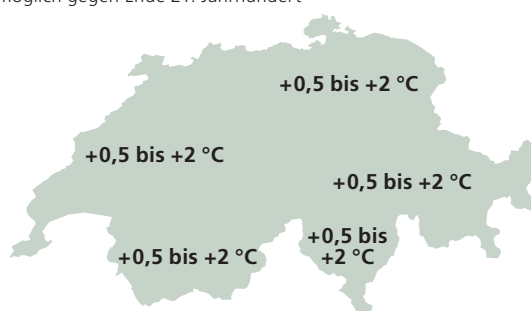 möglich gegen Ende 21. Jahrhundert
+0,5 bis +2 °C
+0,5 bis +2 °C
+0,5 bis +2 °C
+0,5 bis
+2 °C
+0,5 bis +2 °C